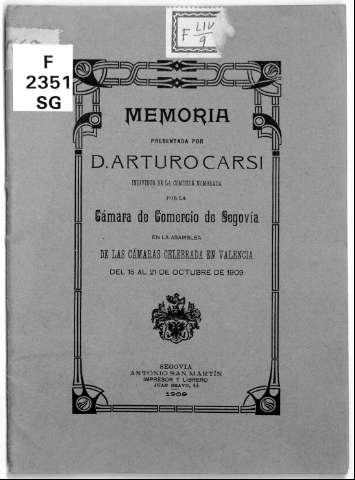 F
LIV
9
F
2351
SG
MEMORIA
PRESENTADA POR
D. ARTURO CARSI
INDIVIDUO DE LA COMISIÓN NOMBRADA
POR LA
Cámara de Comercio de Segovia
EN LA ASAMBLEA
DE LAS CÁMARAS CELEBRADA EN VALENCIA
DEL 15 AL 21 DE OCTUBRE DE 1909
SEGOVIA
ANTONIO SAN MARTÍN
IMPRESOR Y LIBRERO
JUAN BRAVO,
1909